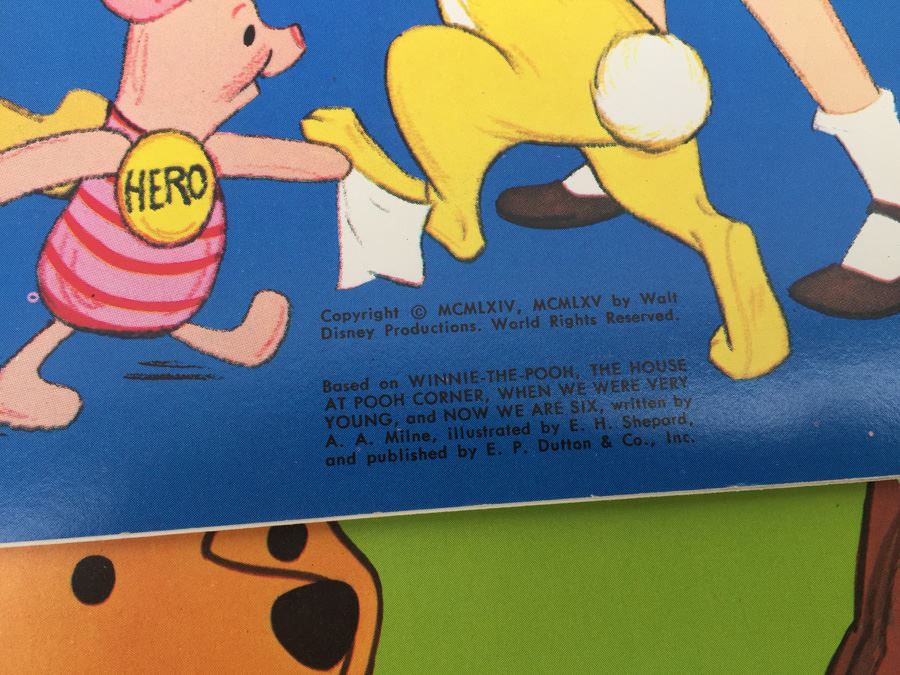 HERO
Copyright © MCMLXIV, MCMLXV by Walt
Disney Productions. World Rights Reserved.
Based on WINNIE-THE-POOH, THE HOUSE
AT POOH CORNER, WHEN WE WERE VERY
YOUNG, and NOW WE ARE SIX, written by
A. A. Milne, illustrated by E. H. Shepard,
and published by E. P. Dutton & Co., Inc.